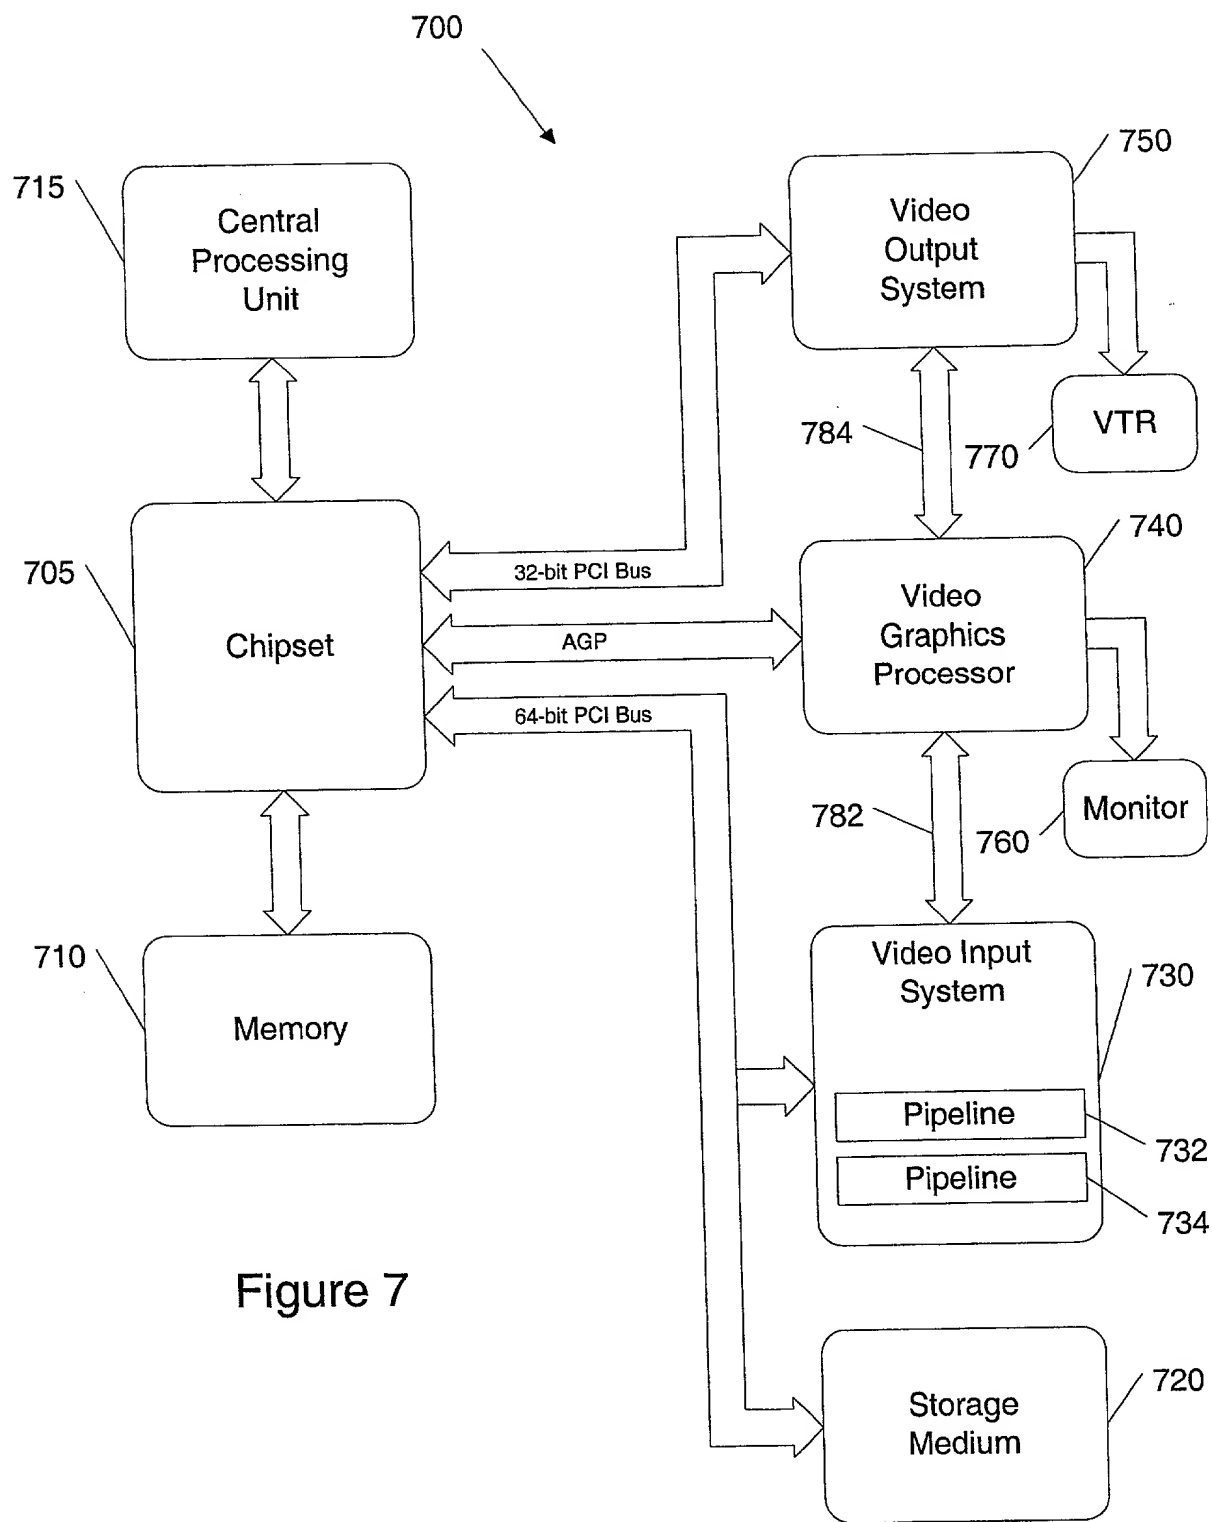 700
750
715
Central
Processing
Unit
Video
Output
System
784
770
VTR
740
705
32-bit PCI Bus
Chipset
AGP
Video
Graphics
Processor
64-bit PCI Bus
782
760
Monitor
710
Memory
Video Input
System
730
Pipeline
732
Pipeline
734
Figure 7
Storage
Medium
720